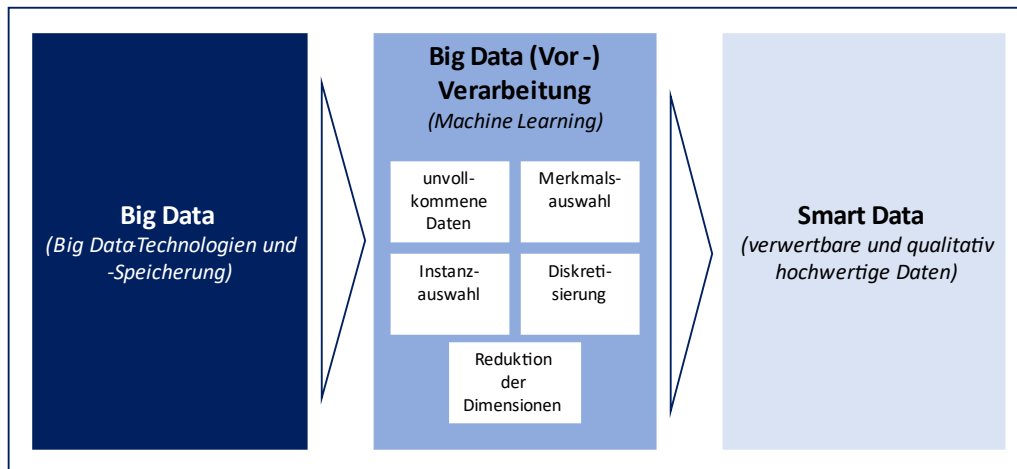 Big Data
(Big Data-Technologien und
-Speicherung)
Big Data (Vor -)
Verarbeitung
(Machine Learning)
unvoll-
kommene
Daten
Merkmals-
auswahl
Instanz-
auswahl
Diskreti-
sierung
Reduktion
der
Dimensionen
Smart Data
(verwertbare und qualitativ
hochwertige Daten)